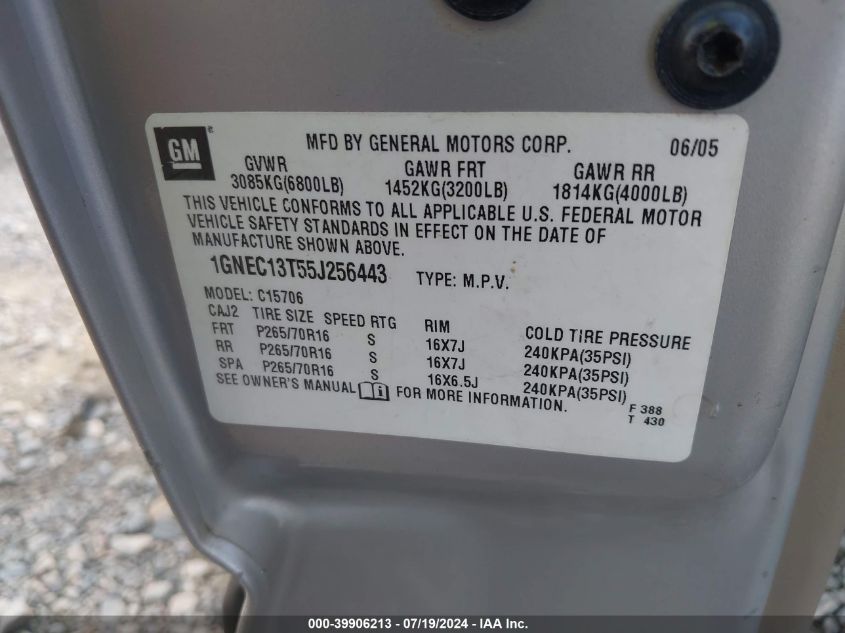 GM
MFD BY GENERAL MOTORS CORP. 06/05
GVWR GAWR FRT GAWR RR
3085KG(6800LB) 1452KG(3200LB) 1814KG(4000LB)
THIS VEHICLE CONFORMS TO ALL APPLICABLE U.S. FEDERAL MOTOR
VEHICLE SAFETY STANDARDS IN EFFECT ON THE DATE OF
MANUFACTURE SHOWN ABOVE.
1GNEC13T55J256443 TYPE: M.P.V.
MODEL: C15706
CAJ2 TIRE SIZE SPEED RTG RIM COLD TIRE PRESSURE
FRT P265/70R16 S 16X7J 240KPA(35PSI)
RR P265/70R16 S 16X7J 240KPA(35PSI)
SPA P265/70R16 S 16X6.5J 240KPA(35PSI)
SEE OWNER'S MANUAL FOR MORE INFORMATION.
F 388
T 430
000-39906213 - 07/19/2024 - IAA Inc.